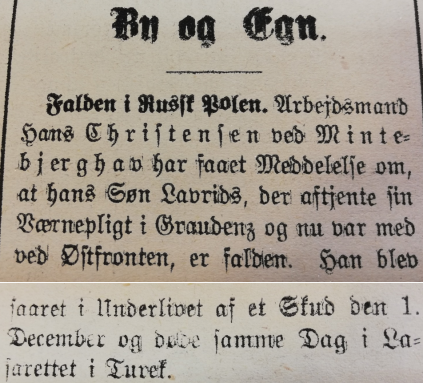 By og Egn.
Falden i Russk Polen. Arbejdsmand
Hans Christensen ved Minte-
bjerghav har faaet Meddelelse om,
at hans Søn Lavrids, der aftjente sin
Værnepligt i Graudenz og nu var med
ved Østfronten, er falden. Han blev
saaret i Underlivet af et Skud den 1.
December og døde samme Dag i La-
sarettet i Turek.